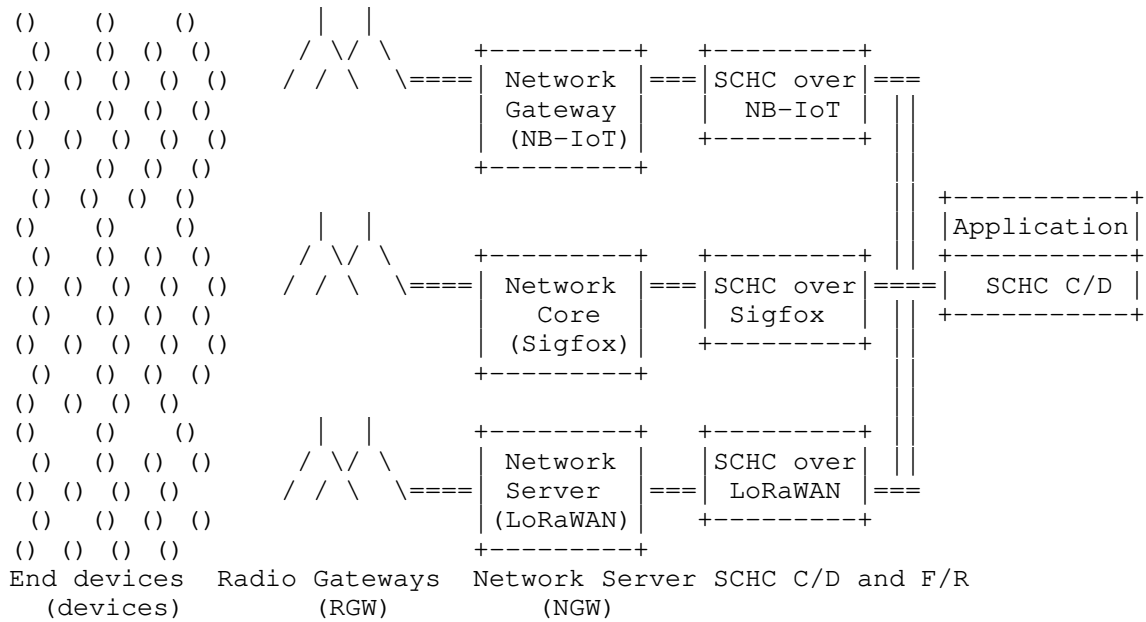 () () () | |
() () () () / \/ \ +---------+ +---------+
() () () () () / / \ \====| Network |===|SCHC over|===
() () () () | Gateway | | NB-IoT | ||
() () () () () | (NB-IoT)| +---------+ ||
() () () () +---------+ ||
() () () () || +-----------+
() () () | | || |Application|
() () () () / \/ \ +---------+ +---------+ || +-----------+
() () () () () / / \ \====| Network |===|SCHC over|====| SCHC C/D |
() () () () | Core | | Sigfox | || +-----------+
() () () () () | (Sigfox)| +---------+ ||
() () () () +---------+ ||
() () () () ||
() () () | | +---------+ +---------+ ||
() () () () / \/ \ | Network | |SCHC over| ||
() () () () / / \ \====| Server |===| LoRaWAN |===
() () () () |(LoRaWAN)| +---------+
() () () () +---------+
End devices Radio Gateways Network Server SCHC C/D and F/R
(devices) (RGW) (NGW)